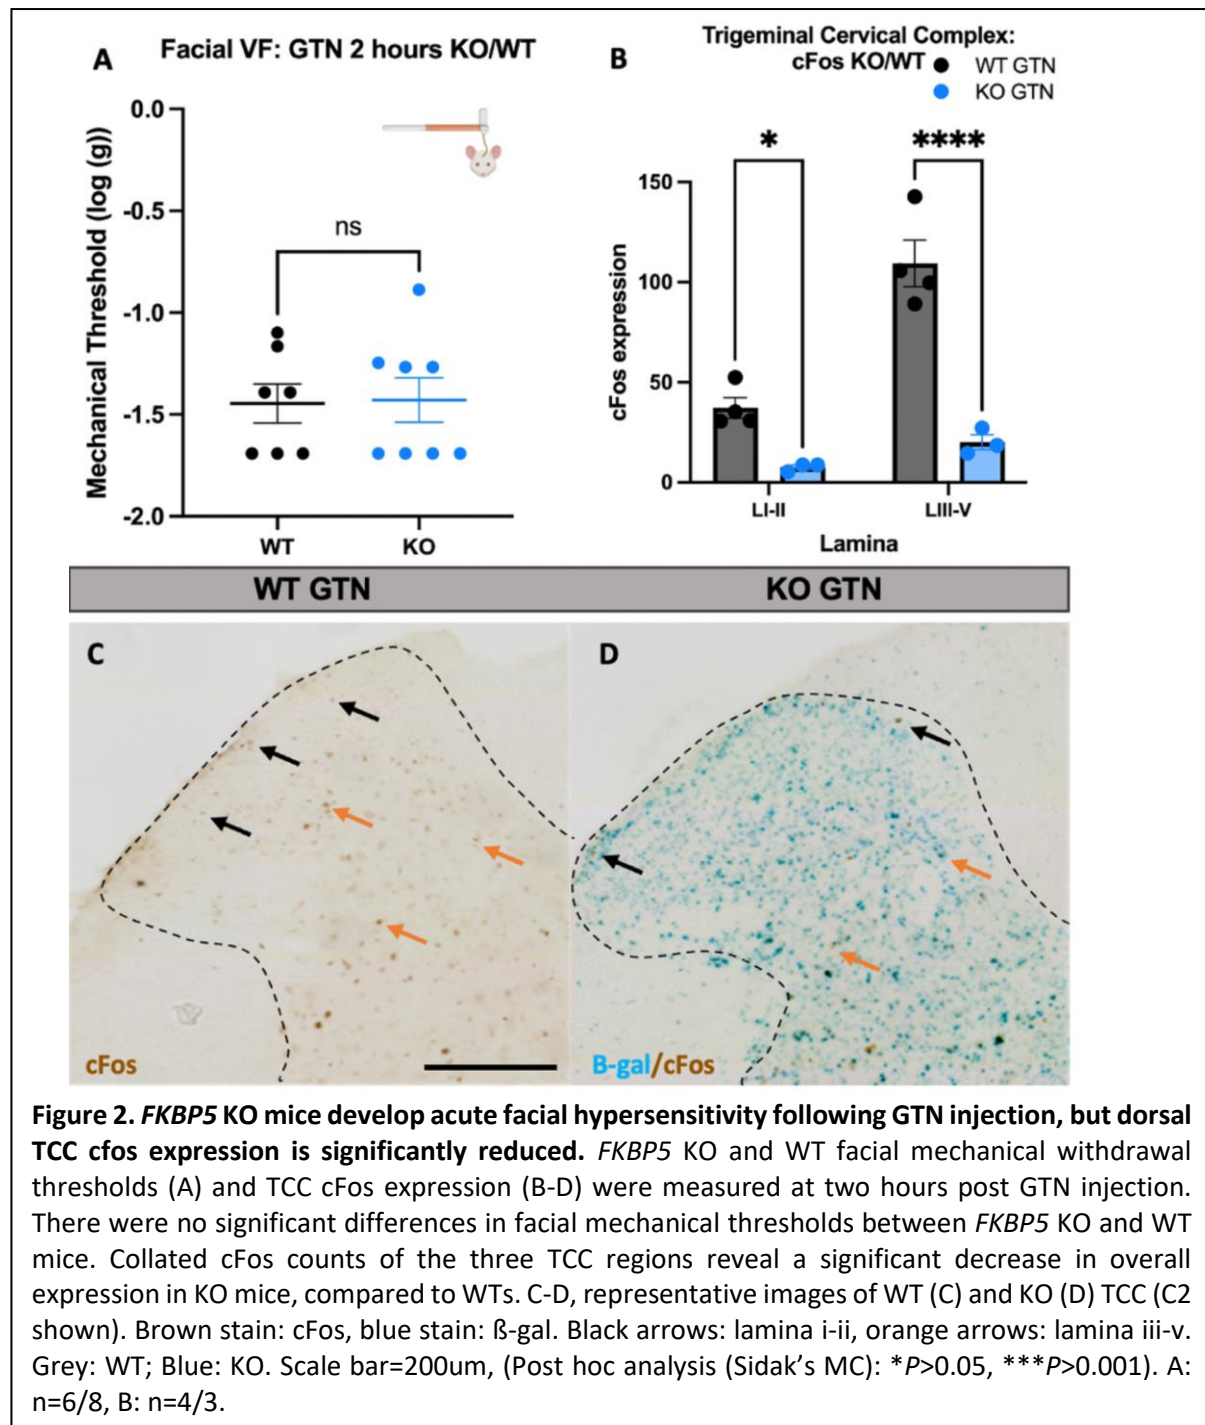 A
Facial VF: GTN 2 hours KO/WT
Mechanical Threshold (log (g))
0.0
-0.5
-1.0
-1.5
-2.0
ns
WT
KO
B
Trigeminal Cervical Complex:
cFos KO/WT
WT GTN
KO GTN
*
****
cFos expression
150
100
50
0
LI-II
LIII-V
Lamina
WT GTN
KO GTN
C
D
cFos
B-gal/cFos
Figure 2. FKBP5 KO mice develop acute facial hypersensitivity following GTN injection, but dorsal
TCC cfos expression is significantly reduced. FKBP5 KO and WT facial mechanical withdrawal
thresholds (A) and TCC cFos expression (B-D) were measured at two hours post GTN injection.
There were no significant differences in facial mechanical thresholds between FKBP5 KO and WT
mice. Collated cFos counts of the three TCC regions reveal a significant decrease in overall
expression in KO mice, compared to WTs. C-D, representative images of WT (C) and KO (D) TCC (C2
shown). Brown stain: cFos, blue stain: ß-gal. Black arrows: lamina i-ii, orange arrows: lamina iii-v.
Grey: WT; Blue: KO. Scale bar=200um, (Post hoc analysis (Sidak’s MC): *P>0.05, ***P>0.001). A:
n=6/8, B: n=4/3.